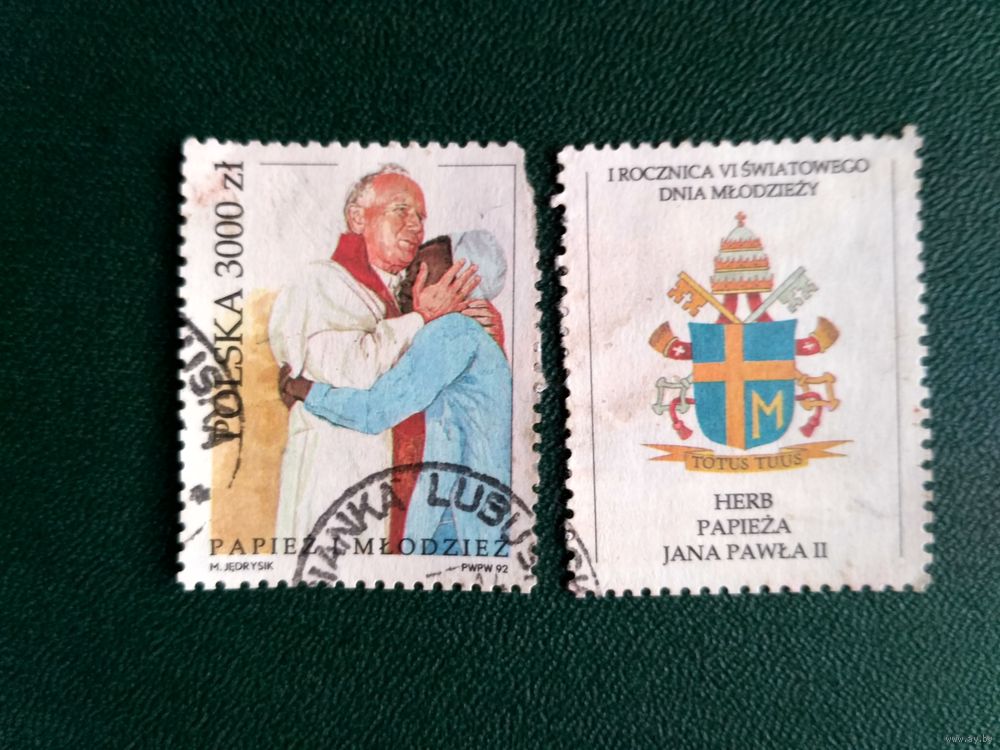 POLSKA 3000 zł
PAPIEŻ I MŁODZIEŻ
M. JĘDRYSIK
PWPW 92
LUBUSK
I ROCZNICA VI ŚWIATOWEGO
DNIA MŁODZIEŻY
M
TOTUS TUUS
HERB
PAPIEŻA
JANA PAWŁA II
www.ay.by